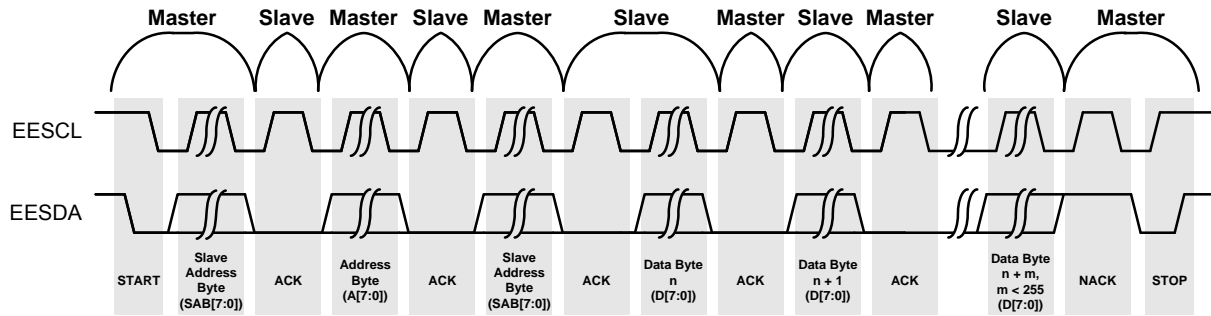 Master Slave Master Slave Master Slave Master Slave Master Slave Master
EESCL
EESDA
START
Slave
Address
Byte
(SAB[7:0])
ACK
Address
Byte
(A[7:0])
ACK
Slave
Address
Byte
(SAB[7:0])
ACK
Data Byte
n
(D[7:0])
ACK
Data Byte
n + 1
(D[7:0])
ACK
Data Byte
n + m,
m < 255
(D[7:0])
NACK
STOP